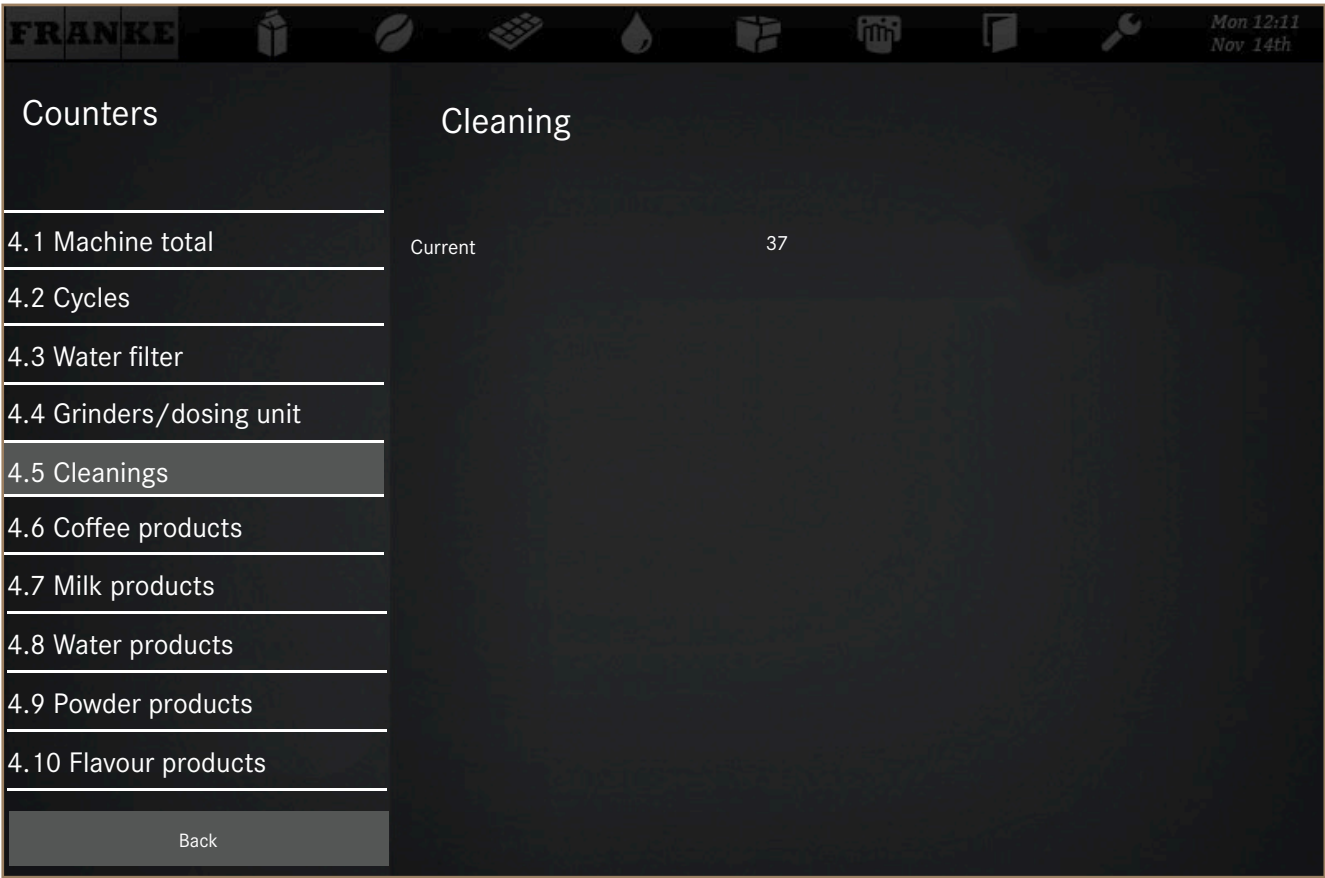 FRANKE
Mon 12:11
Nov 14th
Counters
4.1 Machine total
4.2 Cycles
4.3 Water filter
4.4 Grinders/dosing unit
4.5 Cleanings
4.6 Coffee products
4.7 Milk products
4.8 Water products
4.9 Powder products
4.10 Flavour products
Back
Cleaning
Current 37